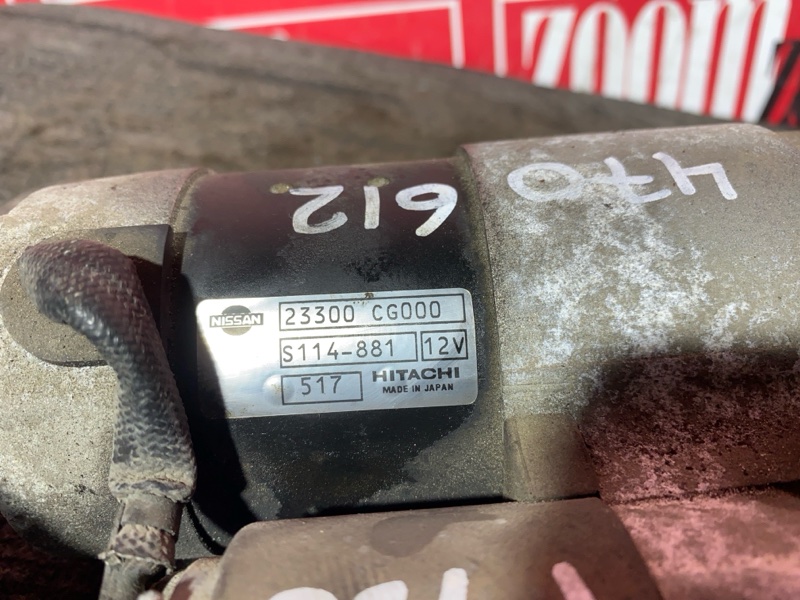 ZOOM
470
612
NISSAN
23300 CG000
S114-881 12V
517 HITACHI
MADE IN JAPAN